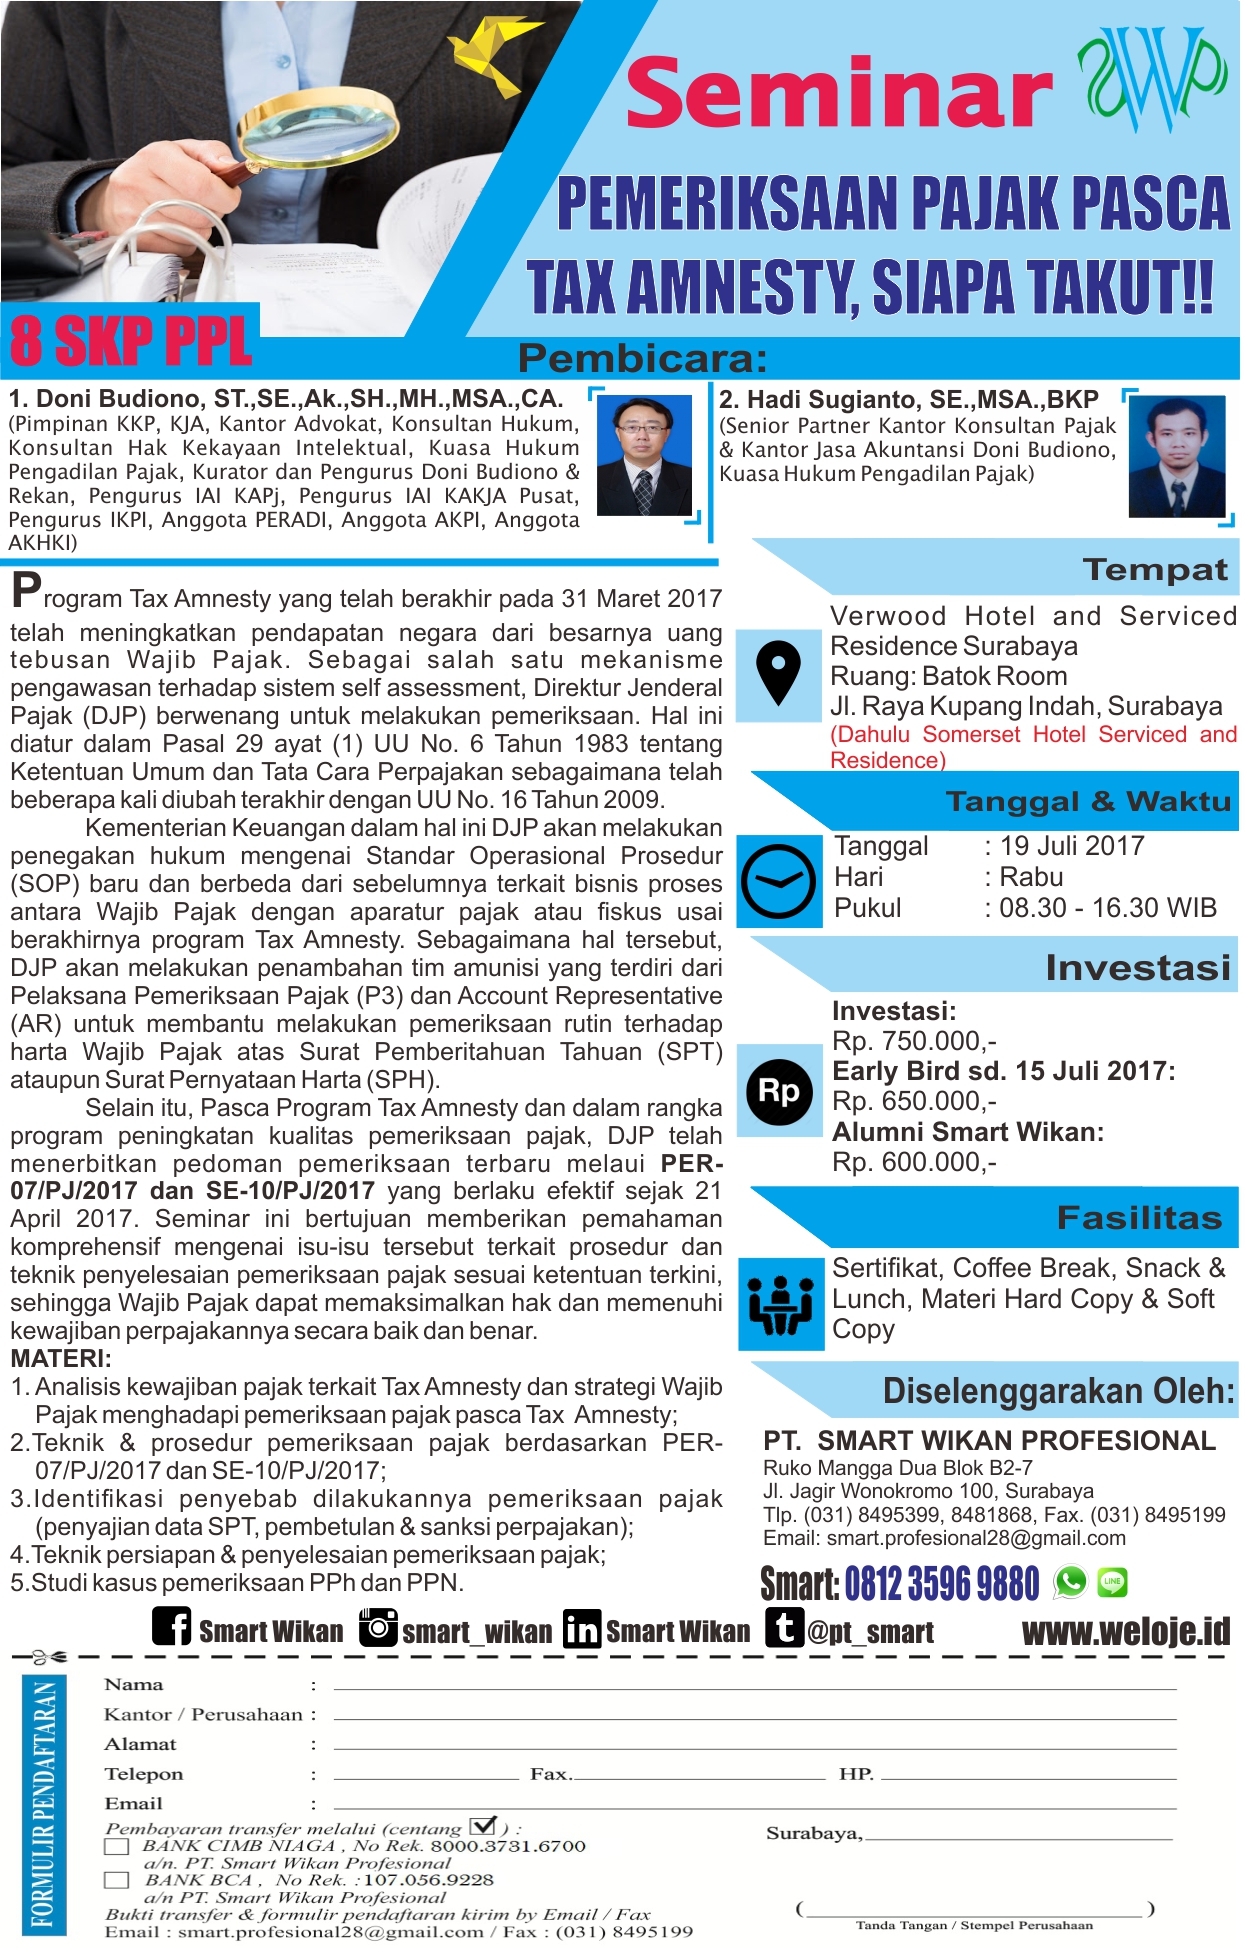 Seminar
SWP
PEMERIKSAAN PAJAK PASCA
TAX AMNESTY, SIAPA TAKUT!!
8 SKP PPL
Pembicara:
1. Doni Budiono, ST.,SE.,Ak.,SH.,MH.,MSA.,CA.
(Pimpinan KKP, KJA, Kantor Advokat, Konsultan Hukum,
Konsultan Hak Kekayaan Intelektual, Kuasa Hukum
Pengadilan Pajak, Kurator dan Pengurus Doni Budiono &
Rekan, Pengurus IAI KAPj, Pengurus IAI KAKJA Pusat,
Pengurus IKPI, Anggota PERADI, Anggota AKPI, Anggota
AKHKI)
2. Hadi Sugianto, SE.,MSA.,BKP
(Senior Partner Kantor Konsultan Pajak
& Kantor Jasa Akuntansi Doni Budiono,
Kuasa Hukum Pengadilan Pajak)
Program Tax Amnesty yang telah berakhir pada 31 Maret 2017
telah meningkatkan pendapatan negara dari besarnya uang
tebusan Wajib Pajak. Sebagai salah satu mekanisme
pengawasan terhadap sistem self assessment, Direktur Jenderal
Pajak (DJP) berwenang untuk melakukan pemeriksaan. Hal ini
diatur dalam Pasal 29 ayat (1) UU No. 6 Tahun 1983 tentang
Ketentuan Umum dan Tata Cara Perpajakan sebagaimana telah
beberapa kali diubah terakhir dengan UU No. 16 Tahun 2009.
Kementerian Keuangan dalam hal ini DJP akan melakukan
penegakan hukum mengenai Standar Operasional Prosedur
(SOP) baru dan berbeda dari sebelumnya terkait bisnis proses
antara Wajib Pajak dengan aparatur pajak atau fiskus usai
berakhirnya program Tax Amnesty. Sebagaimana hal tersebut,
DJP akan melakukan penambahan tim amunisi yang terdiri dari
Pelaksana Pemeriksaan Pajak (P3) dan Account Representative
(AR) untuk membantu melakukan pemeriksaan rutin terhadap
harta Wajib Pajak atas Surat Pemberitahuan Tahuan (SPT)
ataupun Surat Pernyataan Harta (SPH).
Selain itu, Pasca Program Tax Amnesty dan dalam rangka
program peningkatan kualitas pemeriksaan pajak, DJP telah
menerbitkan pedoman pemeriksaan terbaru melaui PER-
07/PJ/2017 dan SE-10/PJ/2017 yang berlaku efektif sejak 21
April 2017. Seminar ini bertujuan memberikan pemahaman
komprehensif mengenai isu-isu tersebut terkait prosedur dan
teknik penyelesaian pemeriksaan pajak sesuai ketentuan terkini,
sehingga Wajib Pajak dapat memaksimalkan hak dan memenuhi
kewajiban perpajakannya secara baik dan benar.
MATERI:
1. Analisis kewajiban pajak terkait Tax Amnesty dan strategi Wajib
Pajak menghadapi pemeriksaan pajak pasca Tax Amnesty;
2.Teknik & prosedur pemeriksaan pajak berdasarkan PER-
07/PJ/2017 dan SE-10/PJ/2017;
3.Identifikasi penyebab dilakukannya pemeriksaan pajak
(penyajian data SPT, pembetulan & sanksi perpajakan);
4.Teknik persiapan & penyelesaian pemeriksaan pajak;
5.Studi kasus pemeriksaan PPh dan PPN.
Tempat
Verwood Hotel and Serviced
Residence Surabaya
Ruang: Batok Room
Jl. Raya Kupang Indah, Surabaya
(Dahulu Somerset Hotel Serviced and
Residence)
Tanggal & Waktu
Tanggal : 19 Juli 2017
Hari : Rabu
Pukul : 08.30 - 16.30 WIB
Investasi
Rp
Investasi:
Rp. 750.000,-
Early Bird sd. 15 Juli 2017:
Rp. 650.000,-
Alumni Smart Wikan:
Rp. 600.000,-
Fasilitas
Sertifikat, Coffee Break, Snack &
Lunch, Materi Hard Copy & Soft
Copy
Diselenggarakan Oleh:
PT. SMART WIKAN PROFESIONAL
Ruko Mangga Dua Blok B2-7
Jl. Jagir Wonokromo 100, Surabaya
Tlp. (031) 8495399, 8481868, Fax. (031) 8495199
Email: smart.profesional28@gmail.com
Smart: 0812 3596 9880 LINE
f Smart Wikan smart_wikan in Smart Wikan t @pt_smart www.weloje.id
FORMULIR PENDAFTARAN
Nama :
Kantor / Perusahaan :
Alamat :
Telepon : Fax. HP.
Email :
Pembayaran transfer melalui (centang ) :
BANK CIMB NIAGA , No Rek. 8000.3731.6700
a/n. PT. Smart Wikan Profesional
BANK BCA , No Rek. : 107.056.9228
a/n PT. Smart Wikan Profesional
Bukti transfer & formulir pendaftaran kirim by Email / Fax
Email : smart.profesional28@gmail.com / Fax : (031) 8495199
Surabaya,
( )
Tanda Tangan / Stempel Perusahaan